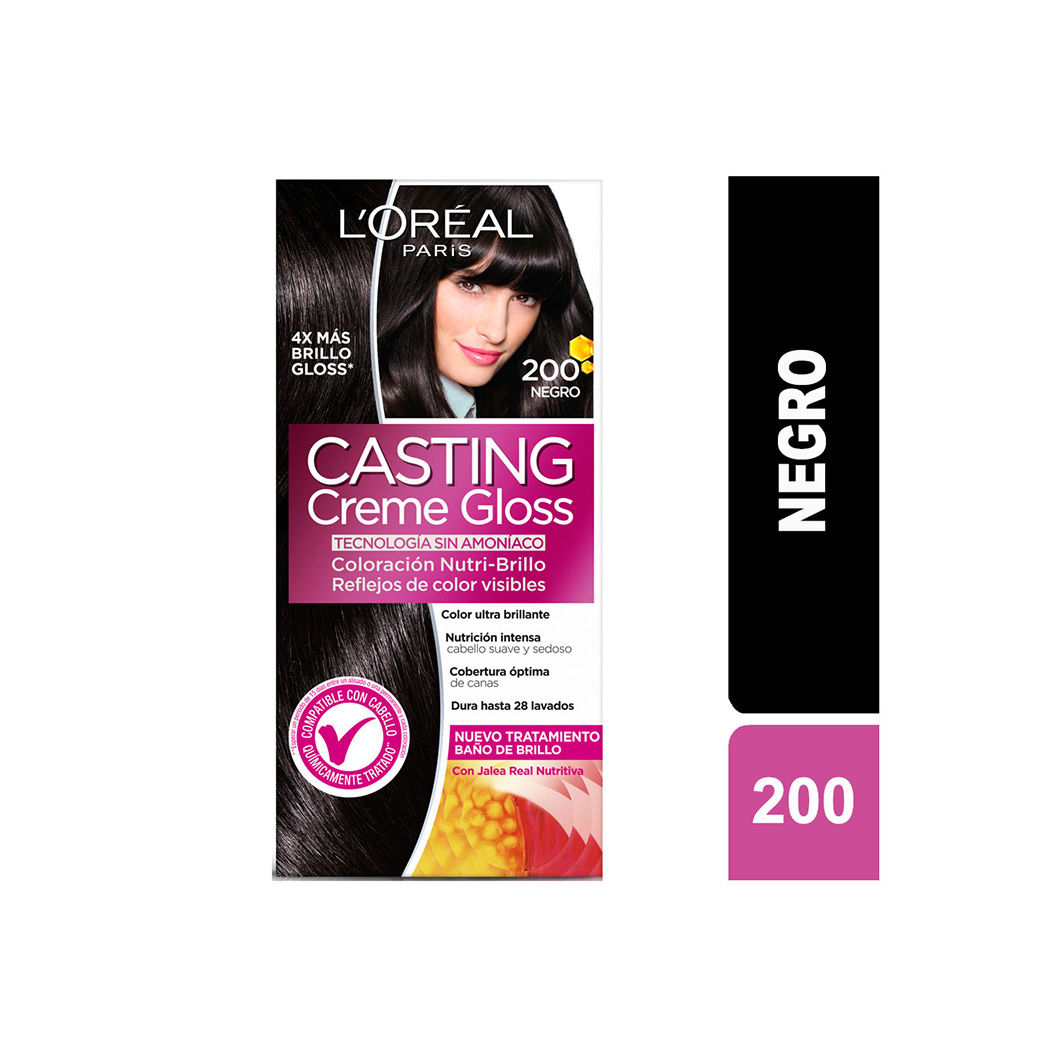 L'ORÉAL
PARiS
4X MÁS
BRILLO
GLOSS*
200
NEGRO
CASTING
Creme Gloss
TECNOLOGÍA SIN AMONÍACO
Coloración Nutri-Brillo
Reflejos de color visibles
Color ultra brillante
Nutrición intensa
cabello suave y sedoso
Cobertura óptima
de canas
Dura hasta 28 lavados
COMPATIBLE CON CABELLO
QUÍMICAMENTE TRATADO
NUEVO TRATAMIENTO
BAÑO DE BRILLO
Con Jalea Real Nutritiva
NEGRO
200